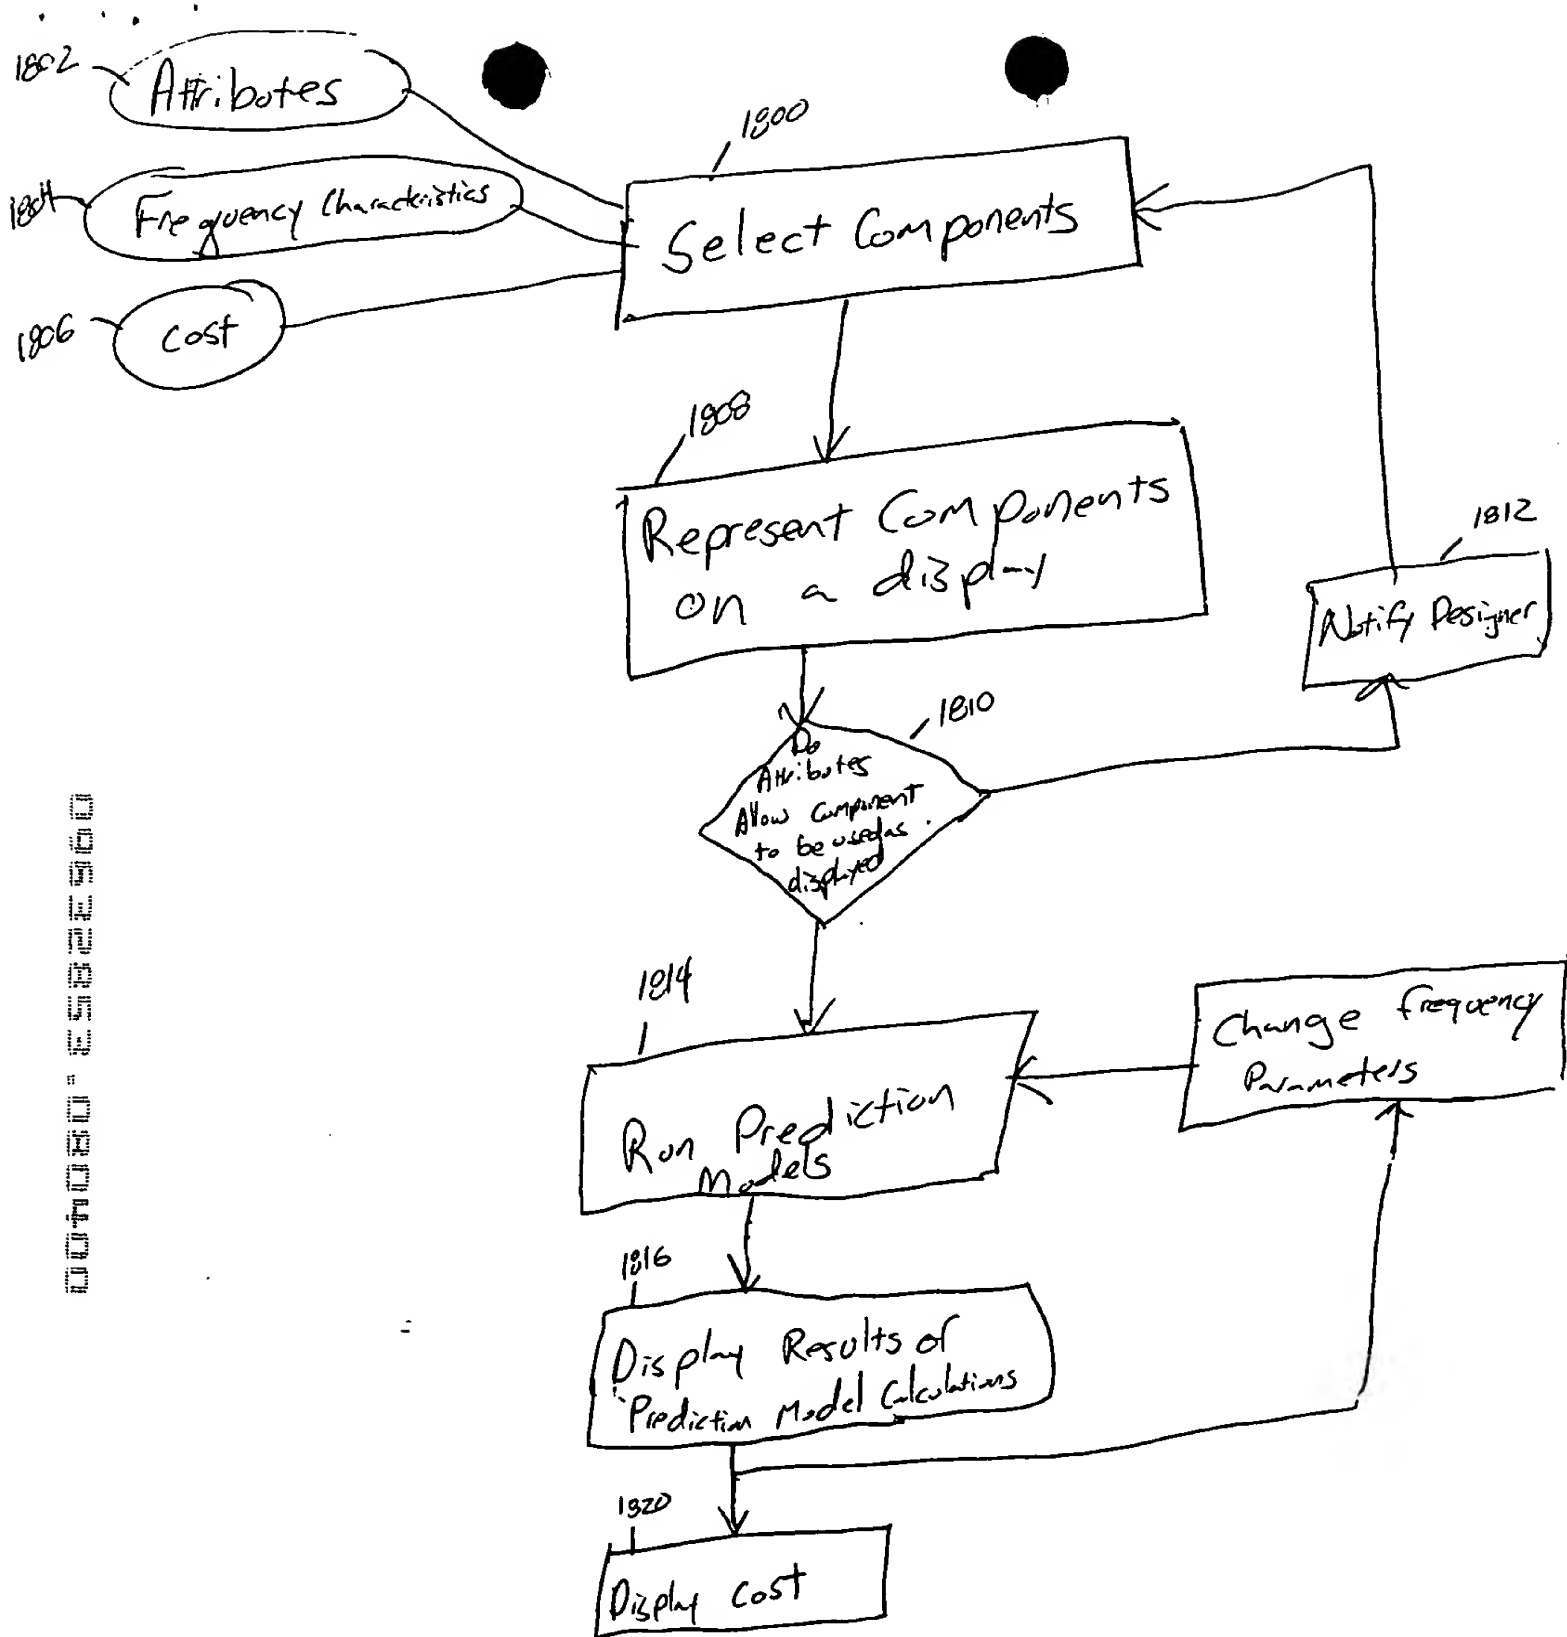 1802
Attributes
1800
1804
Frequency Characteristics
Select Components
1806
Cost
1808
Represent Components
on a display
1812
Notify Designer
1810
Do
Attributes
Allow Component
to be used as
displayed
1814
Change Frequency
Parameters
Run Prediction
Models
1816
Display Results of
Prediction Model Calculations
1820
Display Cost
09632853.080400